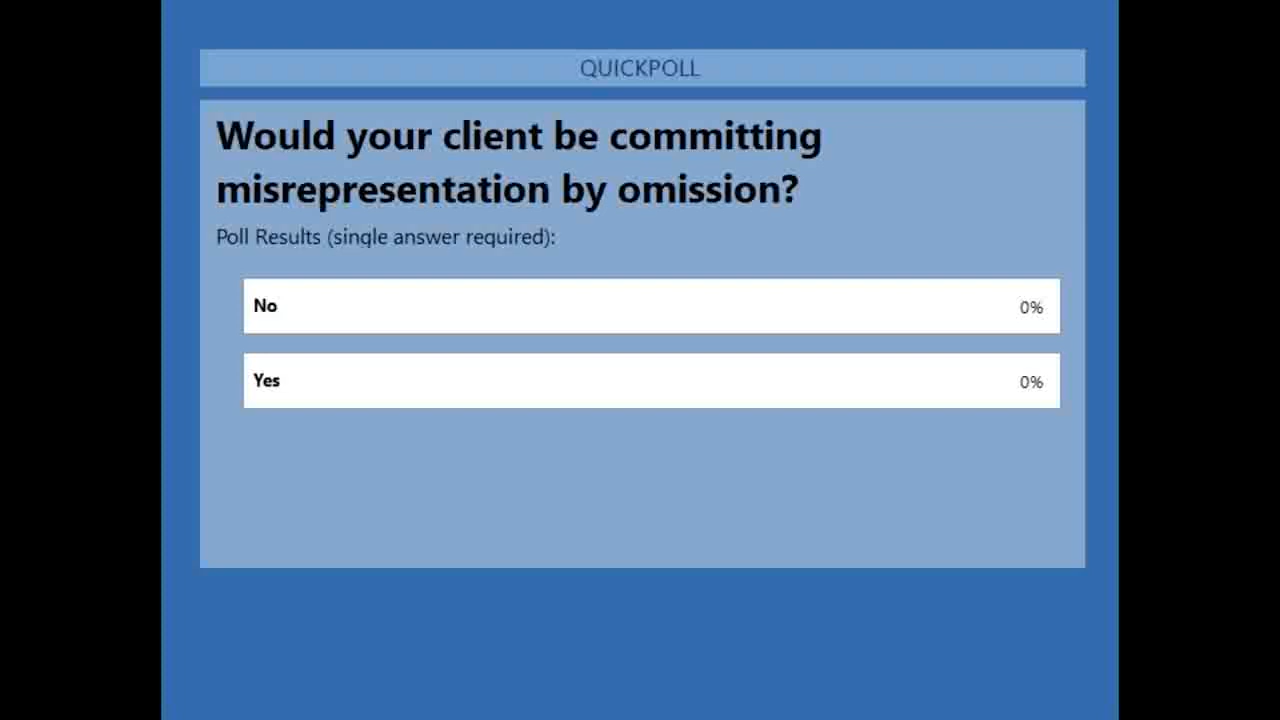 QUICKPOLL
Would your client be committing
misrepresentation by omission?
Poll Results (single answer required):
No 0%
Yes 0%